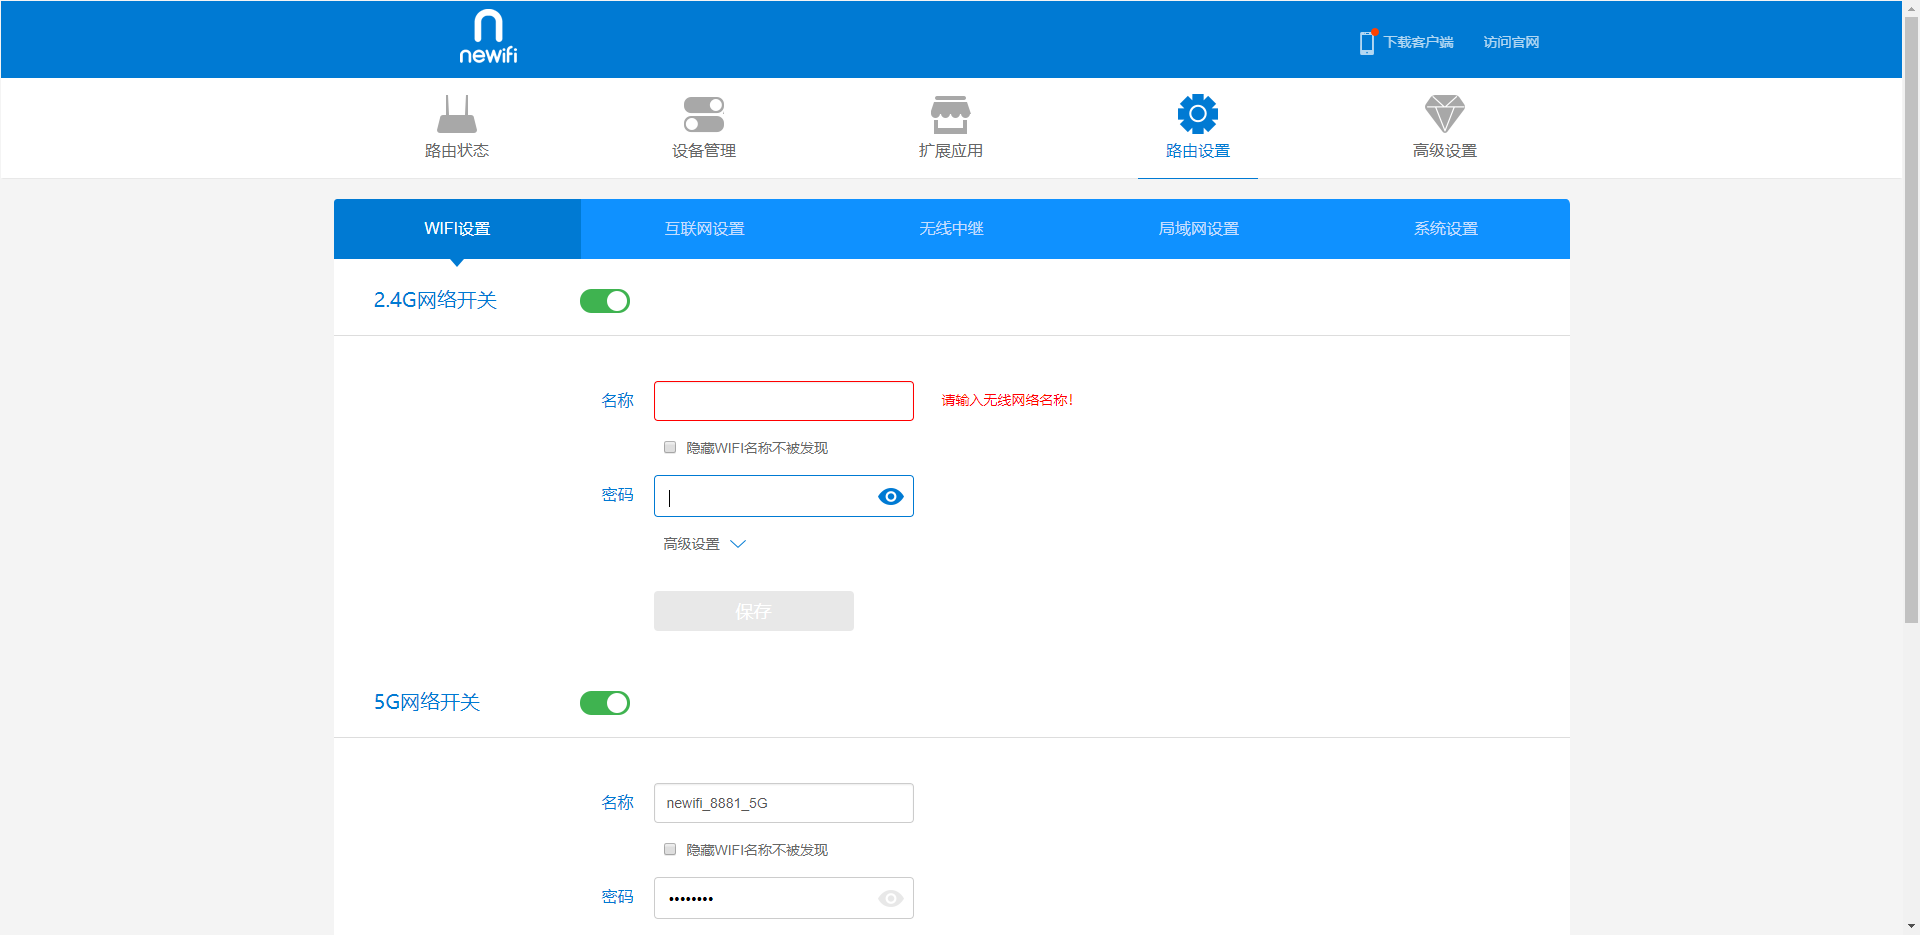 newifi
下载客户端 访问官网
路由状态 设备管理 扩展应用 路由设置 高级设置
WIFI设置 互联网设置 无线中继 局域网设置 系统设置
2.4G网络开关
名称 请输入无线网络名称!
隐藏WIFI名称不被发现
密码
高级设置
保存
5G网络开关
名称 newifi_8881_5G
隐藏WIFI名称不被发现
密码 ••••••••